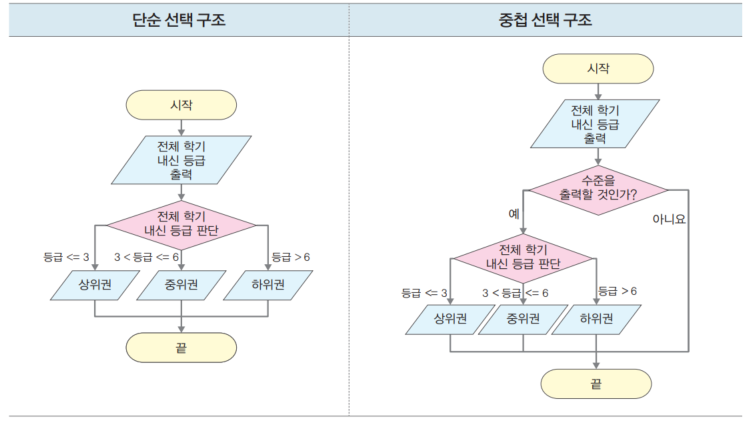 단순 선택 구조
시작
전체 학기
내신 등급
출력
전체 학기
내신 등급 판단
등급 <= 3
3 < 등급 <= 6
등급 > 6
상위권
중위권
하위권
끝
중첩 선택 구조
시작
전체 학기
내신 등급
출력
수준을
출력할 것인가?
예
아니요
전체 학기
내신 등급 판단
등급 <= 3
3 < 등급 <= 6
등급 > 6
상위권
중위권
하위권
끝